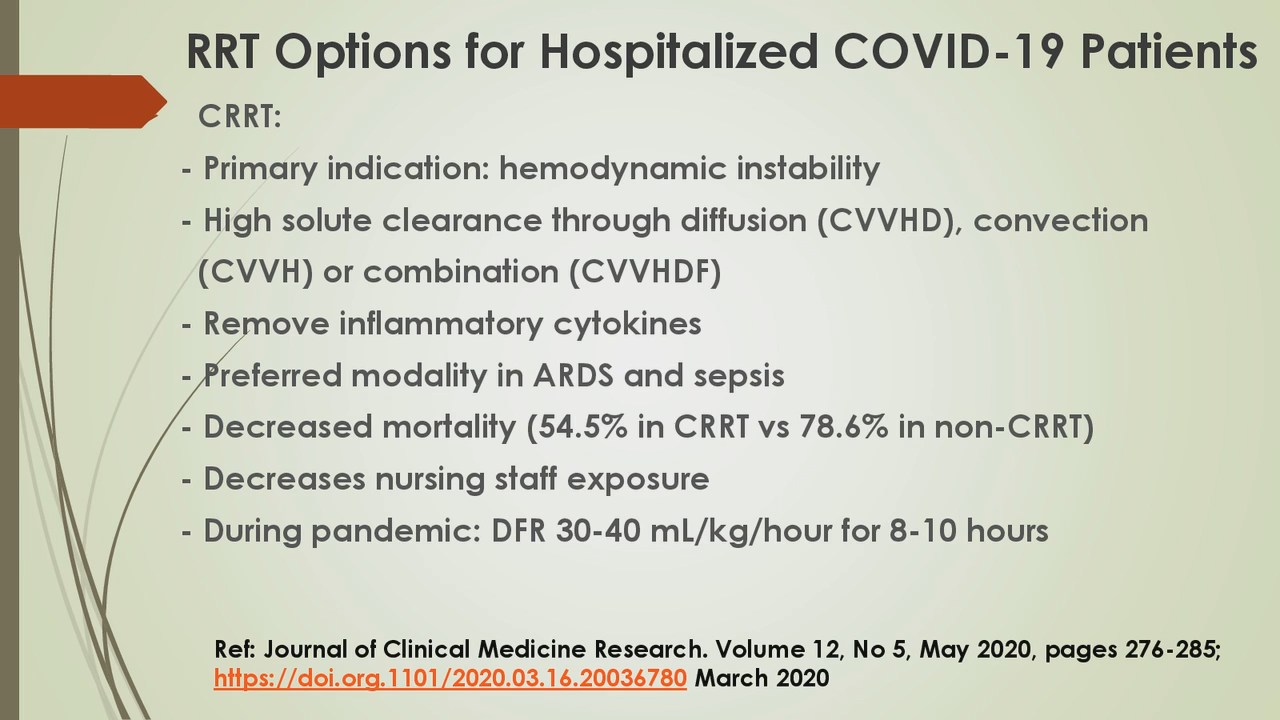 RRT Options for Hospitalized COVID-19 Patients
CRRT:
- Primary indication: hemodynamic instability
- High solute clearance through diffusion (CVVHD), convection
(CVVH) or combination (CVVHDF)
- Remove inflammatory cytokines
- Preferred modality in ARDS and sepsis
- Decreased mortality (54.5% in CRRT vs 78.6% in non-CRRT)
- Decreases nursing staff exposure
- During pandemic: DFR 30-40 mL/kg/hour for 8-10 hours
Ref: Journal of Clinical Medicine Research. Volume 12, No 5, May 2020, pages 276-285;
https://doi.org.1101/2020.03.16.20036780 March 2020